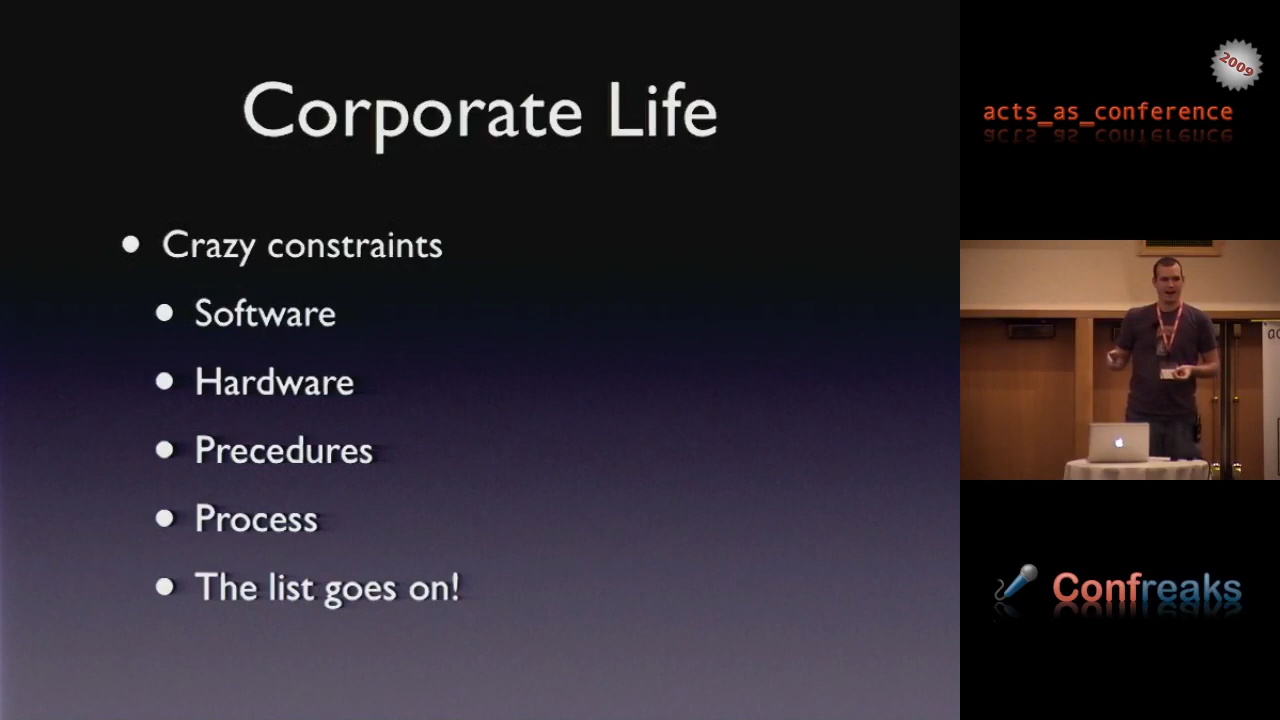 Corporate Life
Crazy constraints
Software
Hardware
Precedures
Process
The list goes on!
2009
acts_as_conference
Confreaks